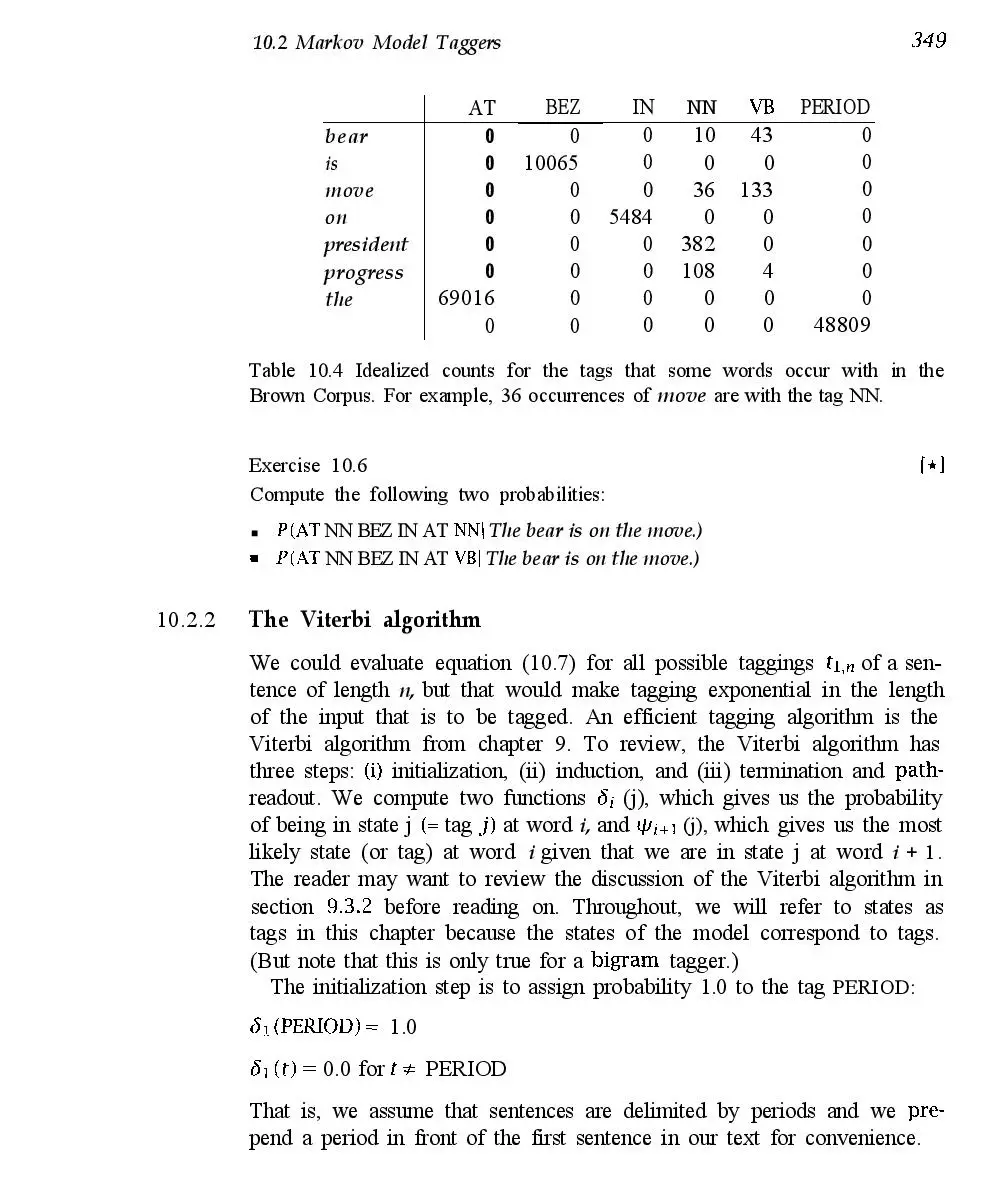 10.2 Markov Model Taggers 349
AT BEZ IN NN VB PERIOD
bear 0 0 0 10 43 0
is 0 10065 0 0 0 0
move 0 0 0 36 133 0
on 0 0 5484 0 0 0
president 0 0 0 382 0 0
progress 0 0 0 108 4 0
the 69016 0 0 0 0 0
0 0 0 0 0 48809
Table 10.4 Idealized counts for the tags that some words occur with in the
Brown Corpus. For example, 36 occurrences of move are with the tag NN.
Exercise 10.6 [★]
Compute the following two probabilities:
▪ P(AT NN BEZ IN AT NN| The bear is on the move.)
▪ P(AT NN BEZ IN AT VB| The bear is on the move.)
10.2.2 The Viterbi algorithm
We could evaluate equation (10.7) for all possible taggings t1,n of a sen-
tence of length n, but that would make tagging exponential in the length
of the input that is to be tagged. An efficient tagging algorithm is the
Viterbi algorithm from chapter 9. To review, the Viterbi algorithm has
three steps: (i) initialization, (ii) induction, and (iii) termination and path-
readout. We compute two functions δi (j), which gives us the probability
of being in state j (= tag j) at word i, and ψi+1 (j), which gives us the most
likely state (or tag) at word i given that we are in state j at word i + 1.
The reader may want to review the discussion of the Viterbi algorithm in
section 9.3.2 before reading on. Throughout, we will refer to states as
tags in this chapter because the states of the model correspond to tags.
(But note that this is only true for a bigram tagger.)
The initialization step is to assign probability 1.0 to the tag PERIOD:
δ1(PERIOD) = 1.0
δ1(t) = 0.0 for t ≠ PERIOD
That is, we assume that sentences are delimited by periods and we pre-
pend a period in front of the first sentence in our text for convenience.